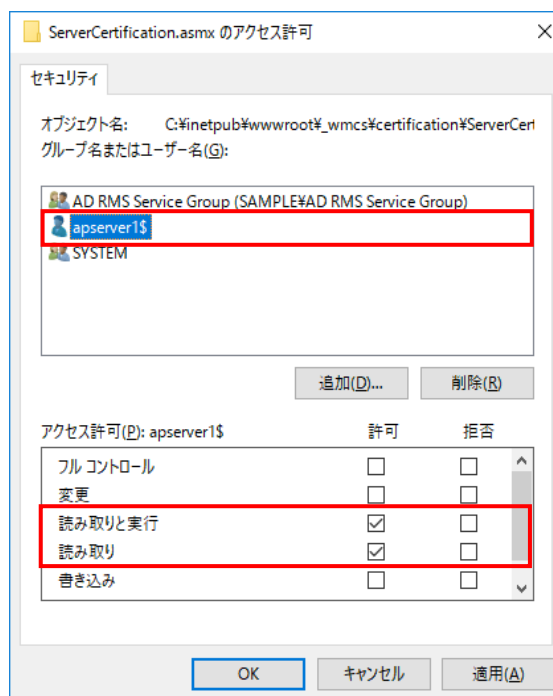 ServerCertification.asmx のアクセス許可
セキュリティ
オブジェクト名: C:¥inetpub¥wwwroot¥_wmcs¥certification¥ServerCert
グループ名またはユーザー名(G):
AD RMS Service Group (SAMPLE¥AD RMS Service Group)
apserver1$
SYSTEM
追加(D)... 削除(R)
アクセス許可(P): apserver1$ 許可 拒否
フル コントロール
変更
読み取りと実行
読み取り
書き込み
OK キャンセル 適用(A)